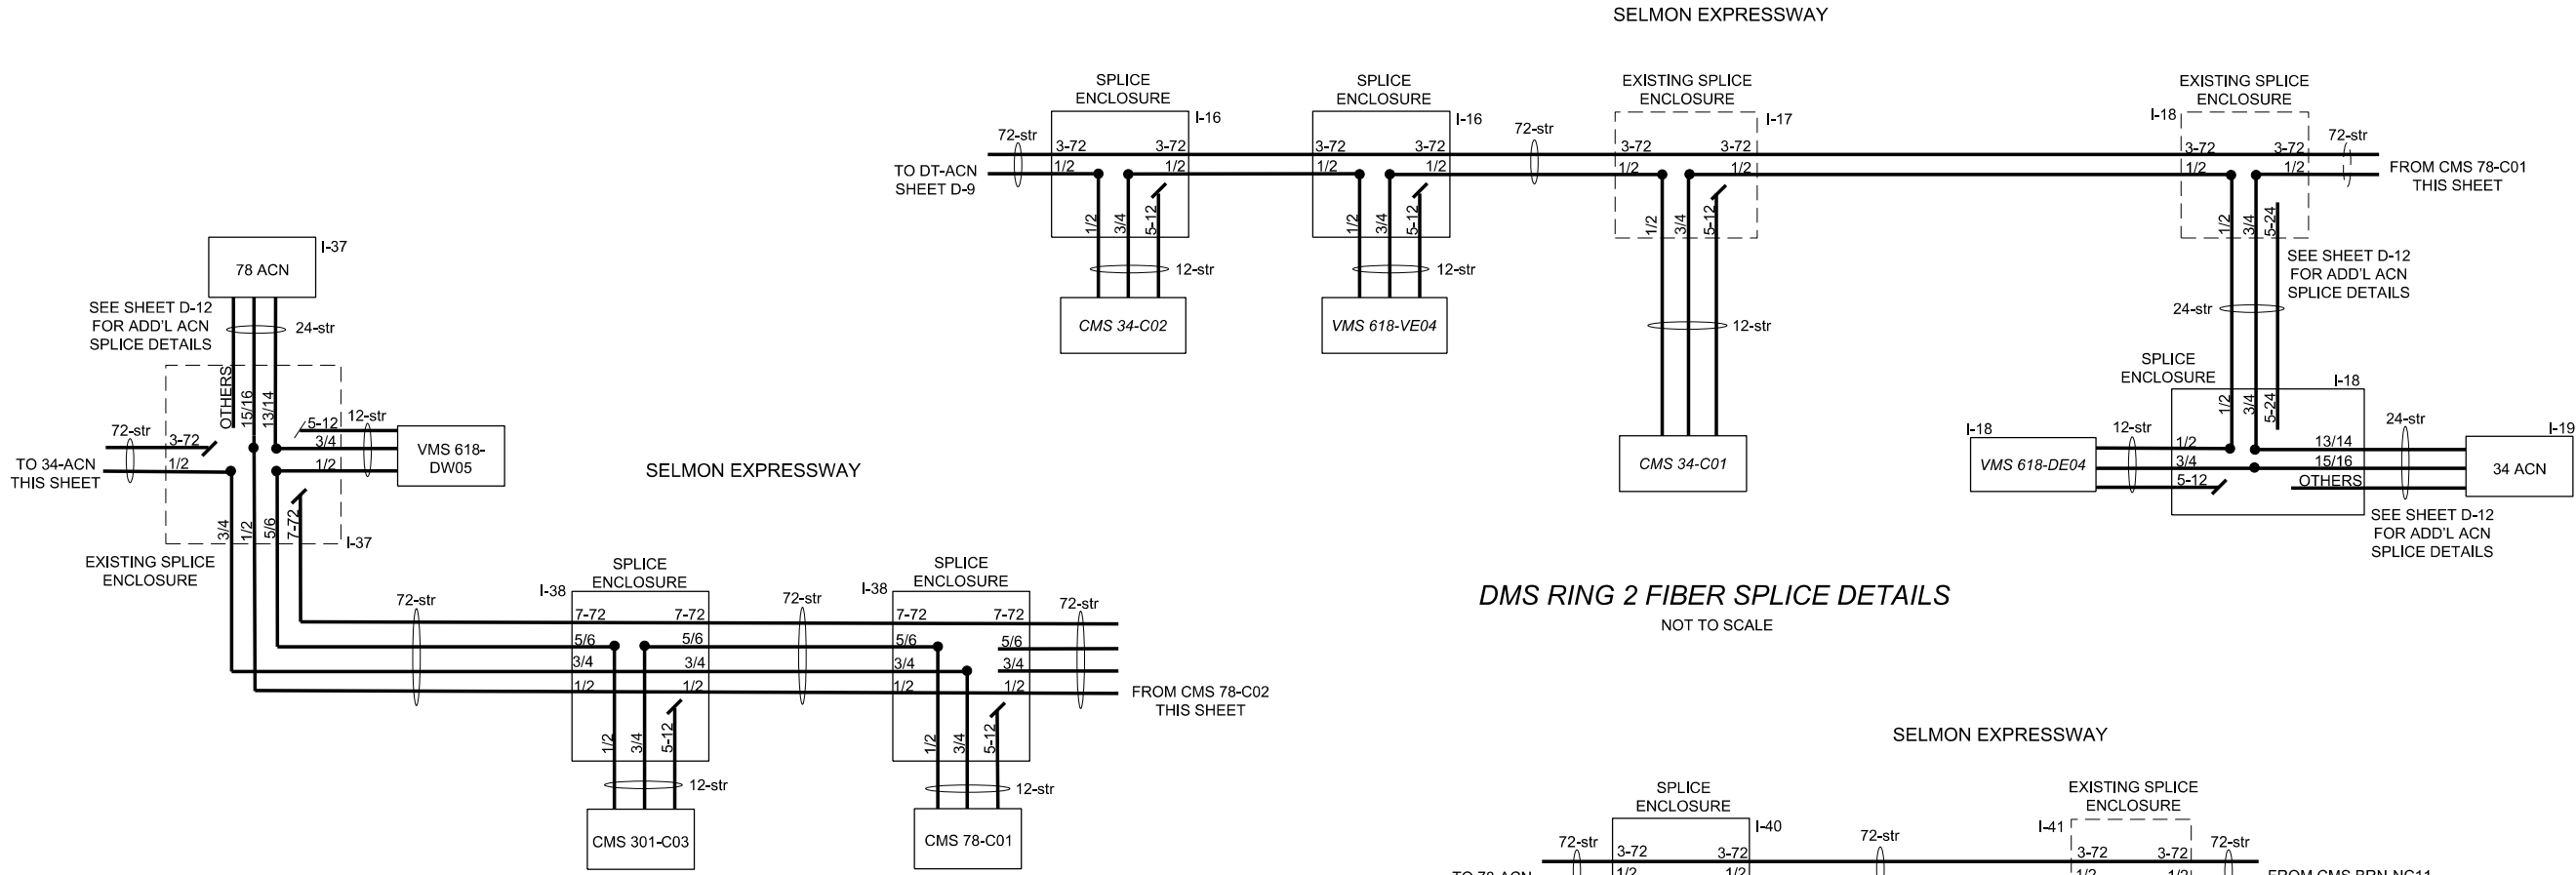 SELMON EXPRESSWAY
SPLICE
ENCLOSURE
I-16
72-str
3-72
3-72
1/2
1/2
TO DT-ACN
SHEET D-9
1/2
3/4
5-12
12-str
CMS 34-C02
SPLICE
ENCLOSURE
I-16
3-72
3-72
1/2
1/2
1/2
3/4
5-12
12-str
VMS 618-VE04
72-str
EXISTING SPLICE
ENCLOSURE
I-17
3-72
3-72
1/2
1/2
1/2
3/4
5-12
12-str
CMS 34-C01
EXISTING SPLICE
ENCLOSURE
I-18
3-72
3-72
1/2
1/2
72-str
FROM CMS 78-C01
THIS SHEET
1/2
3/4
5-24
SEE SHEET D-12
FOR ADD'L ACN
SPLICE DETAILS
24-str
SPLICE
ENCLOSURE
I-18
1/2
3/4
5-24
I-18
VMS 618-DE04
12-str
1/2
3/4
5-12
13/14
15/16
OTHERS
24-str
I-19
34 ACN
SEE SHEET D-12
FOR ADD'L ACN
SPLICE DETAILS
I-37
78 ACN
SEE SHEET D-12
FOR ADD'L ACN
SPLICE DETAILS
24-str
OTHERS
15/16
13/14
5-12
3/4
1/2
12-str
VMS 618-
DW05
72-str
3-72
1/2
TO 34-ACN
THIS SHEET
SELMON EXPRESSWAY
3/4
1/2
5/6
7-72
I-37
EXISTING SPLICE
ENCLOSURE
72-str
SPLICE
ENCLOSURE
I-38
7-72
7-72
5/6
5/6
3/4
3/4
1/2
1/2
1/2
3/4
5-12
12-str
CMS 301-C03
72-str
SPLICE
ENCLOSURE
I-38
7-72
7-72
5/6
5/6
3/4
3/4
1/2
1/2
72-str
FROM CMS 78-C02
THIS SHEET
1/2
3/4
5-12
12-str
CMS 78-C01
DMS RING 2 FIBER SPLICE DETAILS
NOT TO SCALE
SELMON EXPRESSWAY
SPLICE
ENCLOSURE
I-40
72-str
3-72
3-72
1/2
1/2
TO 78-ACN
72-str
EXISTING SPLICE
ENCLOSURE
I-41
3-72
3-72
1/2
1/2
72-str
FROM CMS BRN-NC11